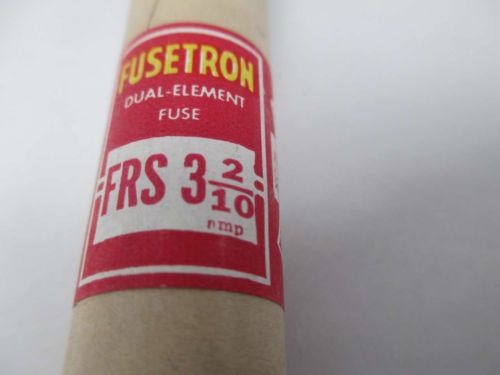 FUSETRON
DUAL-ELEMENT
FUSE
FRS 3 2/10
amp